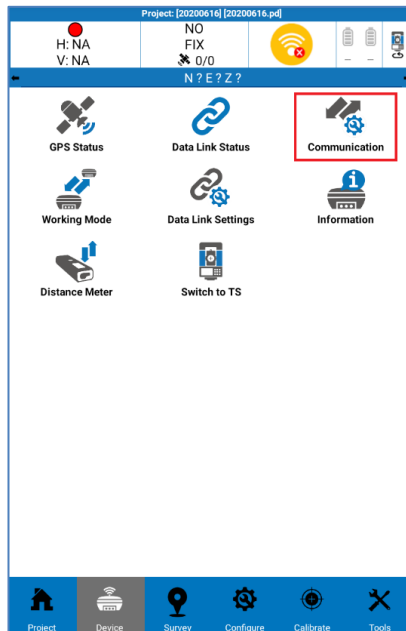 Project: [20200616] [20200616.pd]
H: NA
V: NA
NO
FIX
0/0
– –
N ? E ? Z ?
GPS Status
Data Link Status
Communication
Working Mode
Data Link Settings
Information
Distance Meter
Switch to TS
Project
Device
Survey
Configure
Calibrate
Tools